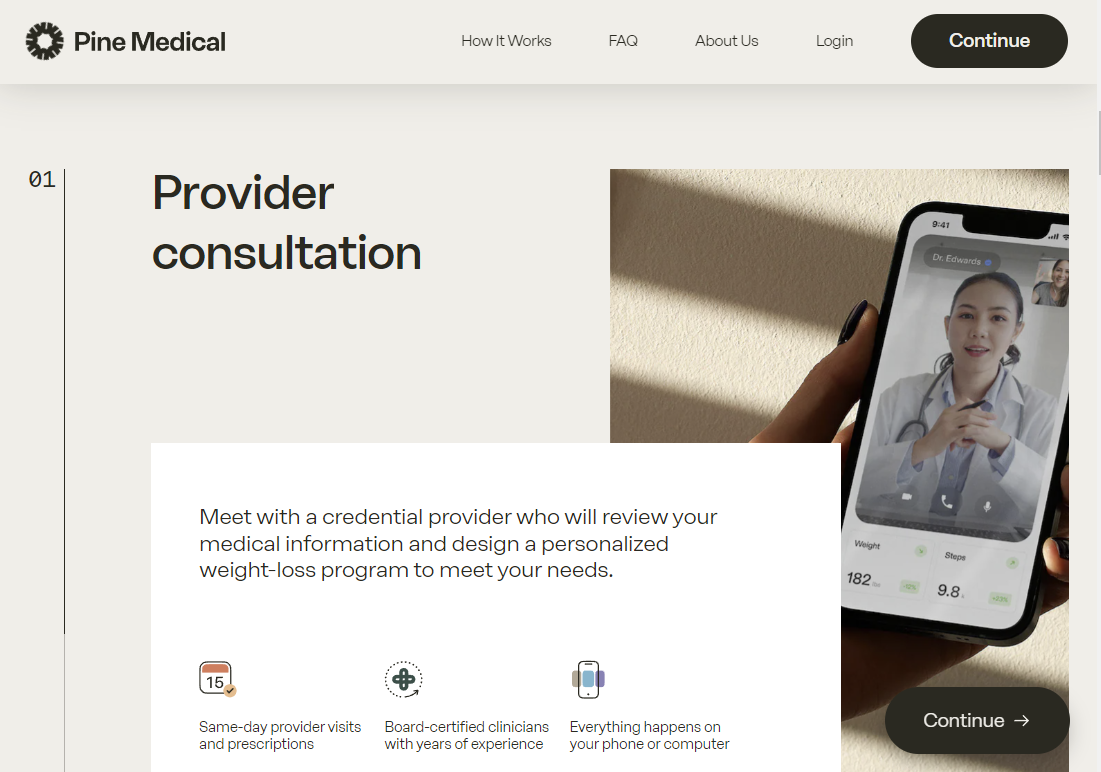 Pine Medical
How It Works
FAQ
About Us
Login
Continue
01
Provider
consultation
9:41
Dr. Edwards
Meet with a credential provider who will review your
medical information and design a personalized
weight-loss program to meet your needs.
Weight
Steps
182
9.8
15
Same-day provider visits
and prescriptions
Board-certified clinicians
with years of experience
Everything happens on
your phone or computer
Continue →